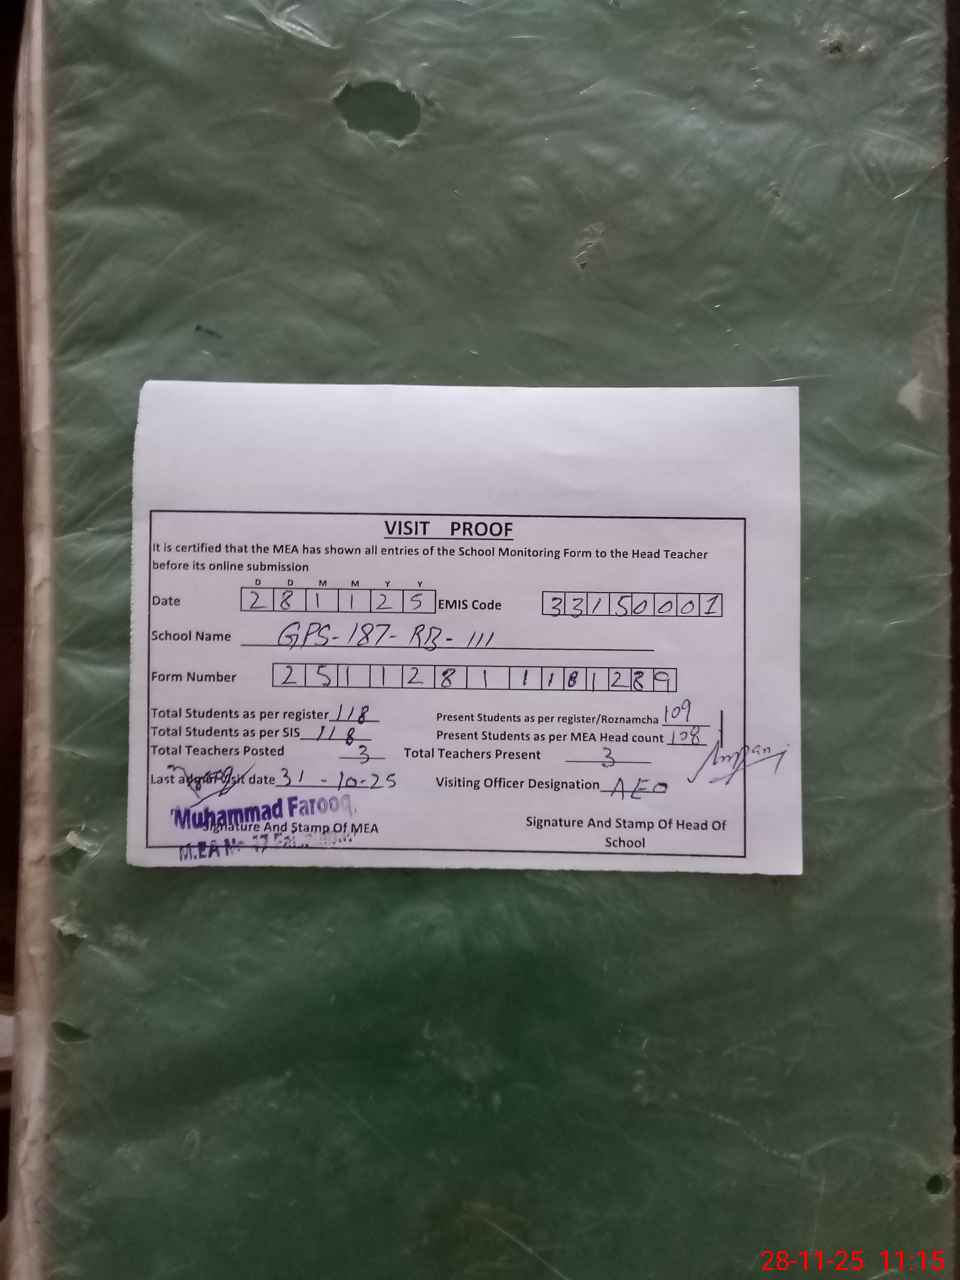 VISIT PROOF
It is certified that the MEA has shown all entries of the School Monitoring Form to the Head Teacher
before its online submission
D D M M Y Y
Date 2 8 1 1 2 5 EMIS Code 3 3 1 5 0 0 0 1
School Name GPS-187-RB-III
Form Number 2 5 1 1 2 8 1 1 1 8 1 2 8 9
Total Students as per register 118 Present Students as per register/Roznamcha 109
Total Students as per SIS 118 Present Students as per MEA Head count 108
Total Teachers Posted 3 Total Teachers Present 3
Last visit date 31-10-25 Visiting Officer Designation AEO
Muhammad Farooq
Signature And Stamp Of MEA Signature And Stamp Of Head Of
School
M.EA No 17
28-11-25 11:15